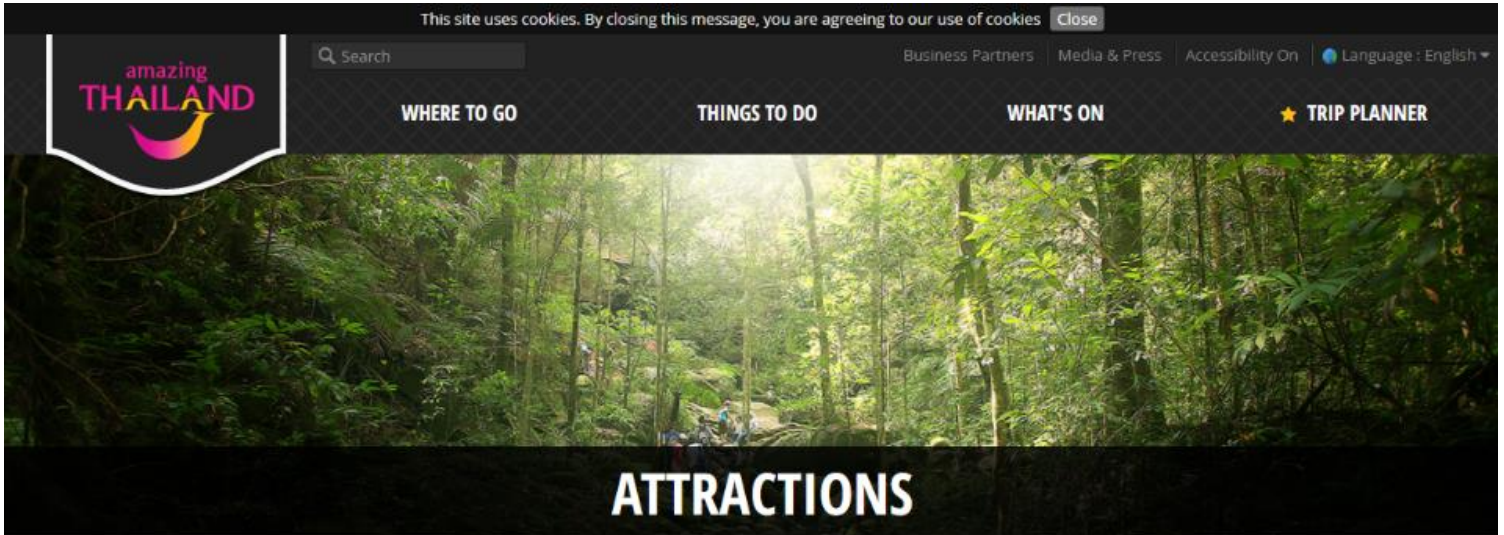 This site uses cookies. By closing this message, you are agreeing to our use of cookies Close
Search
Business Partners Media & Press Accessibility On Language : English
amazing
THAILAND
WHERE TO GO THINGS TO DO WHAT'S ON TRIP PLANNER
ATTRACTIONS